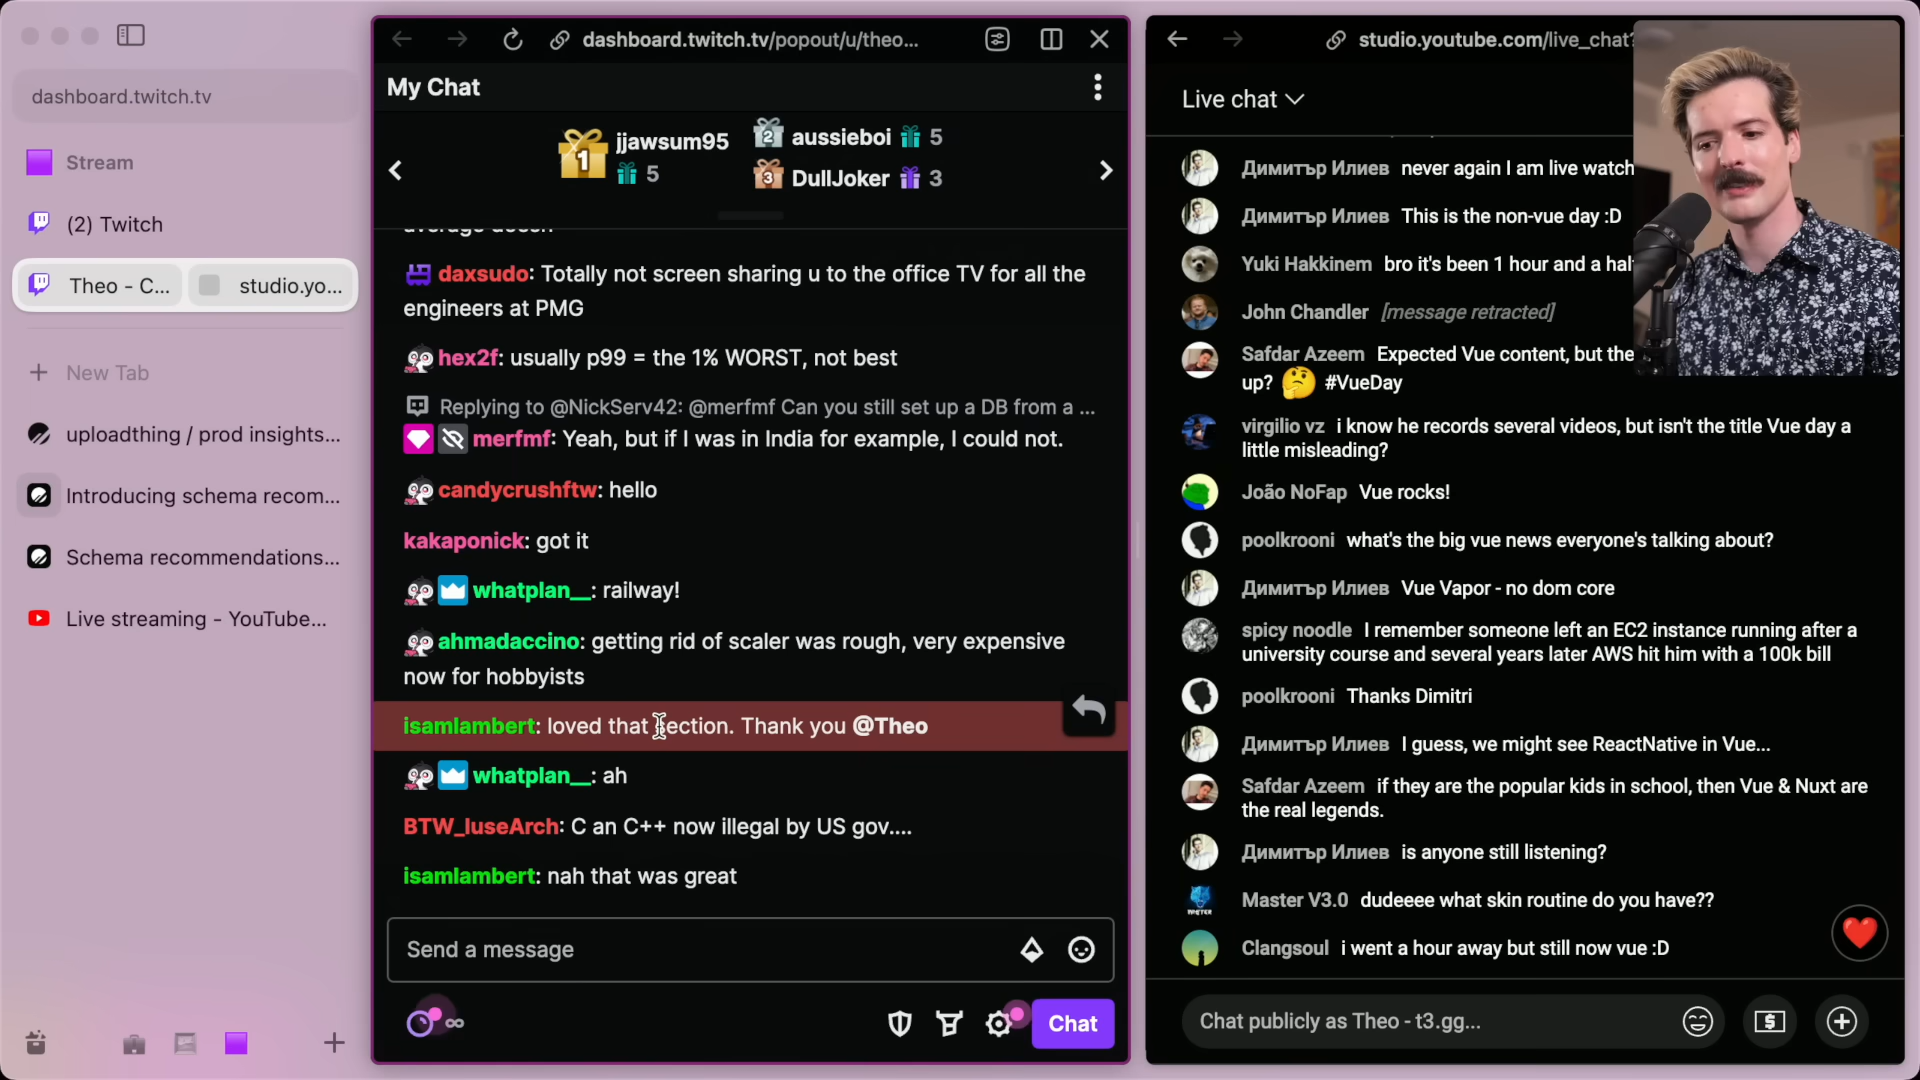 dashboard.twitch.tv
Stream
(2) Twitch
Theo - C...
studio.yo...
New Tab
uploadthing / prod insights...
Introducing schema recom...
Schema recommendations...
Live streaming - YouTube...
dashboard.twitch.tv/popout/u/theo...
My Chat
1
jjawsum95
5
2
aussieboi
5
3
DullJoker
3
daxsudo: Totally not screen sharing u to the office TV for all the
engineers at PMG
hex2f: usually p99 = the 1% WORST, not best
Replying to @NickServ42: @merfmf Can you still set up a DB from a ...
merfmf: Yeah, but if I was in India for example, I could not.
candycrushftw: hello
kakaponick: got it
whatplan__: railway!
ahmadaccino: getting rid of scaler was rough, very expensive
now for hobbyists
isamlambert: loved that section. Thank you @Theo
whatplan__: ah
BTW_IuseArch: C an C++ now illegal by US gov....
isamlambert: nah that was great
Send a message
Chat
studio.youtube.com/live_chat?
Live chat
Димитър Илиев never again I am live watch
Димитър Илиев This is the non-vue day :D
Yuki Hakkinem bro it's been 1 hour and a hal
John Chandler [message retracted]
Safdar Azeem Expected Vue content, but the
up? 🤔 #VueDay
virgilio vz i know he records several videos, but isn't the title Vue day a
little misleading?
João NoFap Vue rocks!
poolkrooni what's the big vue news everyone's talking about?
Димитър Илиев Vue Vapor - no dom core
spicy noodle I remember someone left an EC2 instance running after a
university course and several years later AWS hit him with a 100k bill
poolkrooni Thanks Dimitri
Димитър Илиев I guess, we might see ReactNative in Vue...
Safdar Azeem if they are the popular kids in school, then Vue & Nuxt are
the real legends.
Димитър Илиев is anyone still listening?
Master V3.0 dudeeee what skin routine do you have??
Clangsoul i went a hour away but still now vue :D
Chat publicly as Theo - t3.gg...